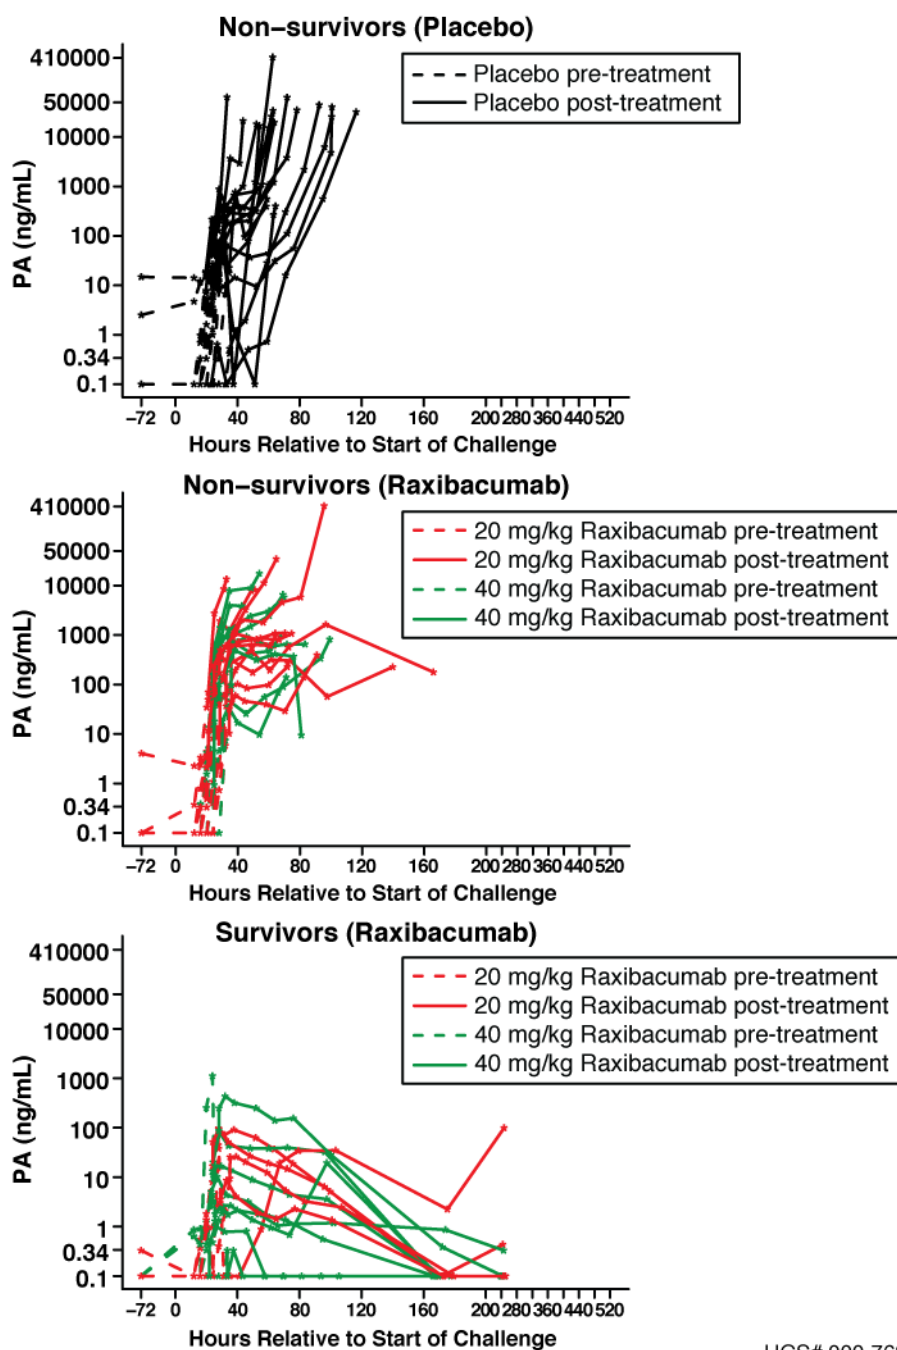 Non–survivors (Placebo)
410000
50000
10000
1000
100
10
1
0.34
0.1
PA (ng/mL)
Placebo pre-treatment
Placebo post-treatment
−72 0 40 80 120 160 200 280 360 440 520
Hours Relative to Start of Challenge
Non–survivors (Raxibacumab)
410000
50000
10000
1000
100
10
1
0.34
0.1
PA (ng/mL)
20 mg/kg Raxibacumab pre-treatment
20 mg/kg Raxibacumab post-treatment
40 mg/kg Raxibacumab pre-treatment
40 mg/kg Raxibacumab post-treatment
−72 0 40 80 120 160 200 280 360 440 520
Hours Relative to Start of Challenge
Survivors (Raxibacumab)
410000
50000
10000
1000
100
10
1
0.34
0.1
PA (ng/mL)
20 mg/kg Raxibacumab pre-treatment
20 mg/kg Raxibacumab post-treatment
40 mg/kg Raxibacumab pre-treatment
40 mg/kg Raxibacumab post-treatment
−72 0 40 80 120 160 200 280 360 440 520
Hours Relative to Start of Challenge